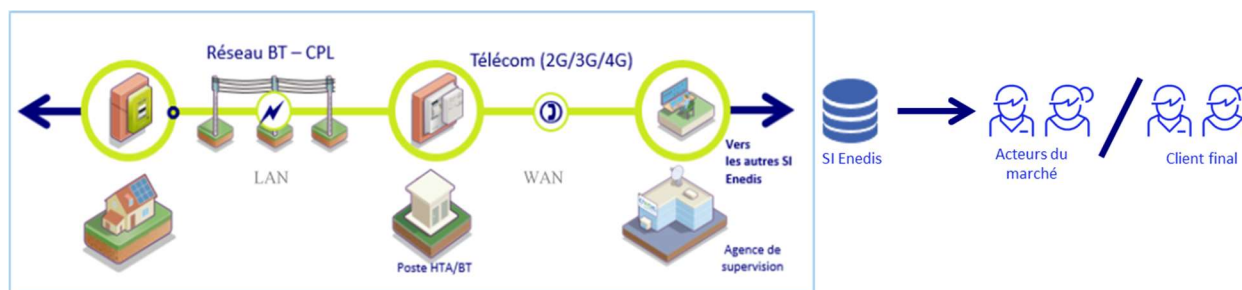 Réseau BT – CPL
Télécom (2G/3G/4G)
LAN
WAN
Vers
les autres SI
Enedis
Poste HTA/BT
Agence de
supervision
SI Enedis
Acteurs du
marché
Client final